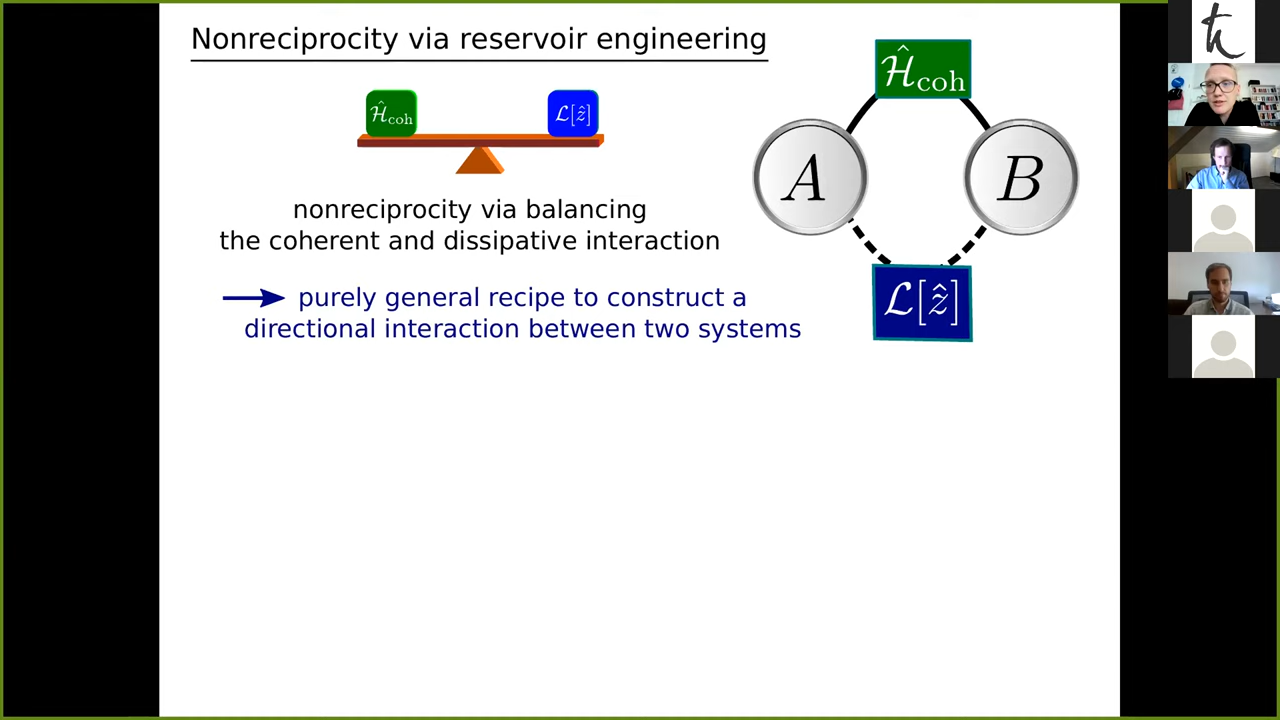 Nonreciprocity via reservoir engineering
Ĥcoh
ℒ[ẑ]
nonreciprocity via balancing
the coherent and dissipative interaction
purely general recipe to construct a
directional interaction between two systems
Ĥcoh
A
B
ℒ[ẑ]